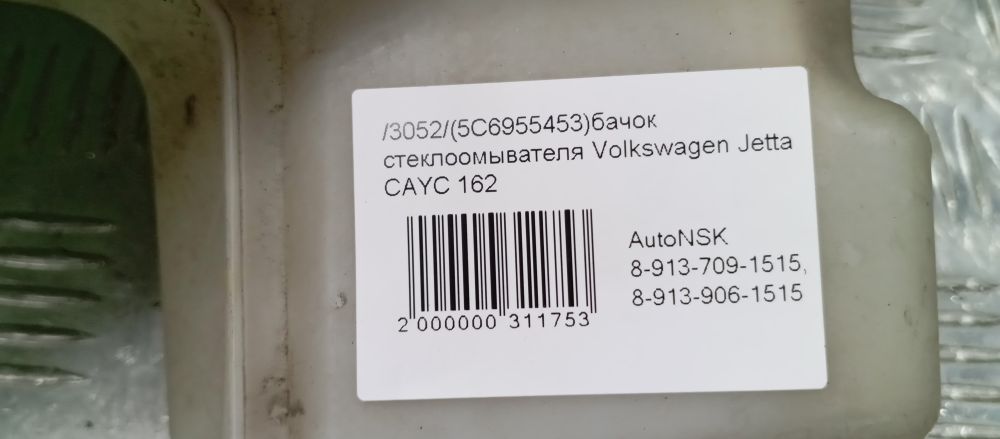 /3052/(5C6955453)бачок
стеклоомывателя Volkswagen Jetta
CAYC 162
AutoNSK
8-913-709-1515,
8-913-906-1515
2 000000 311753